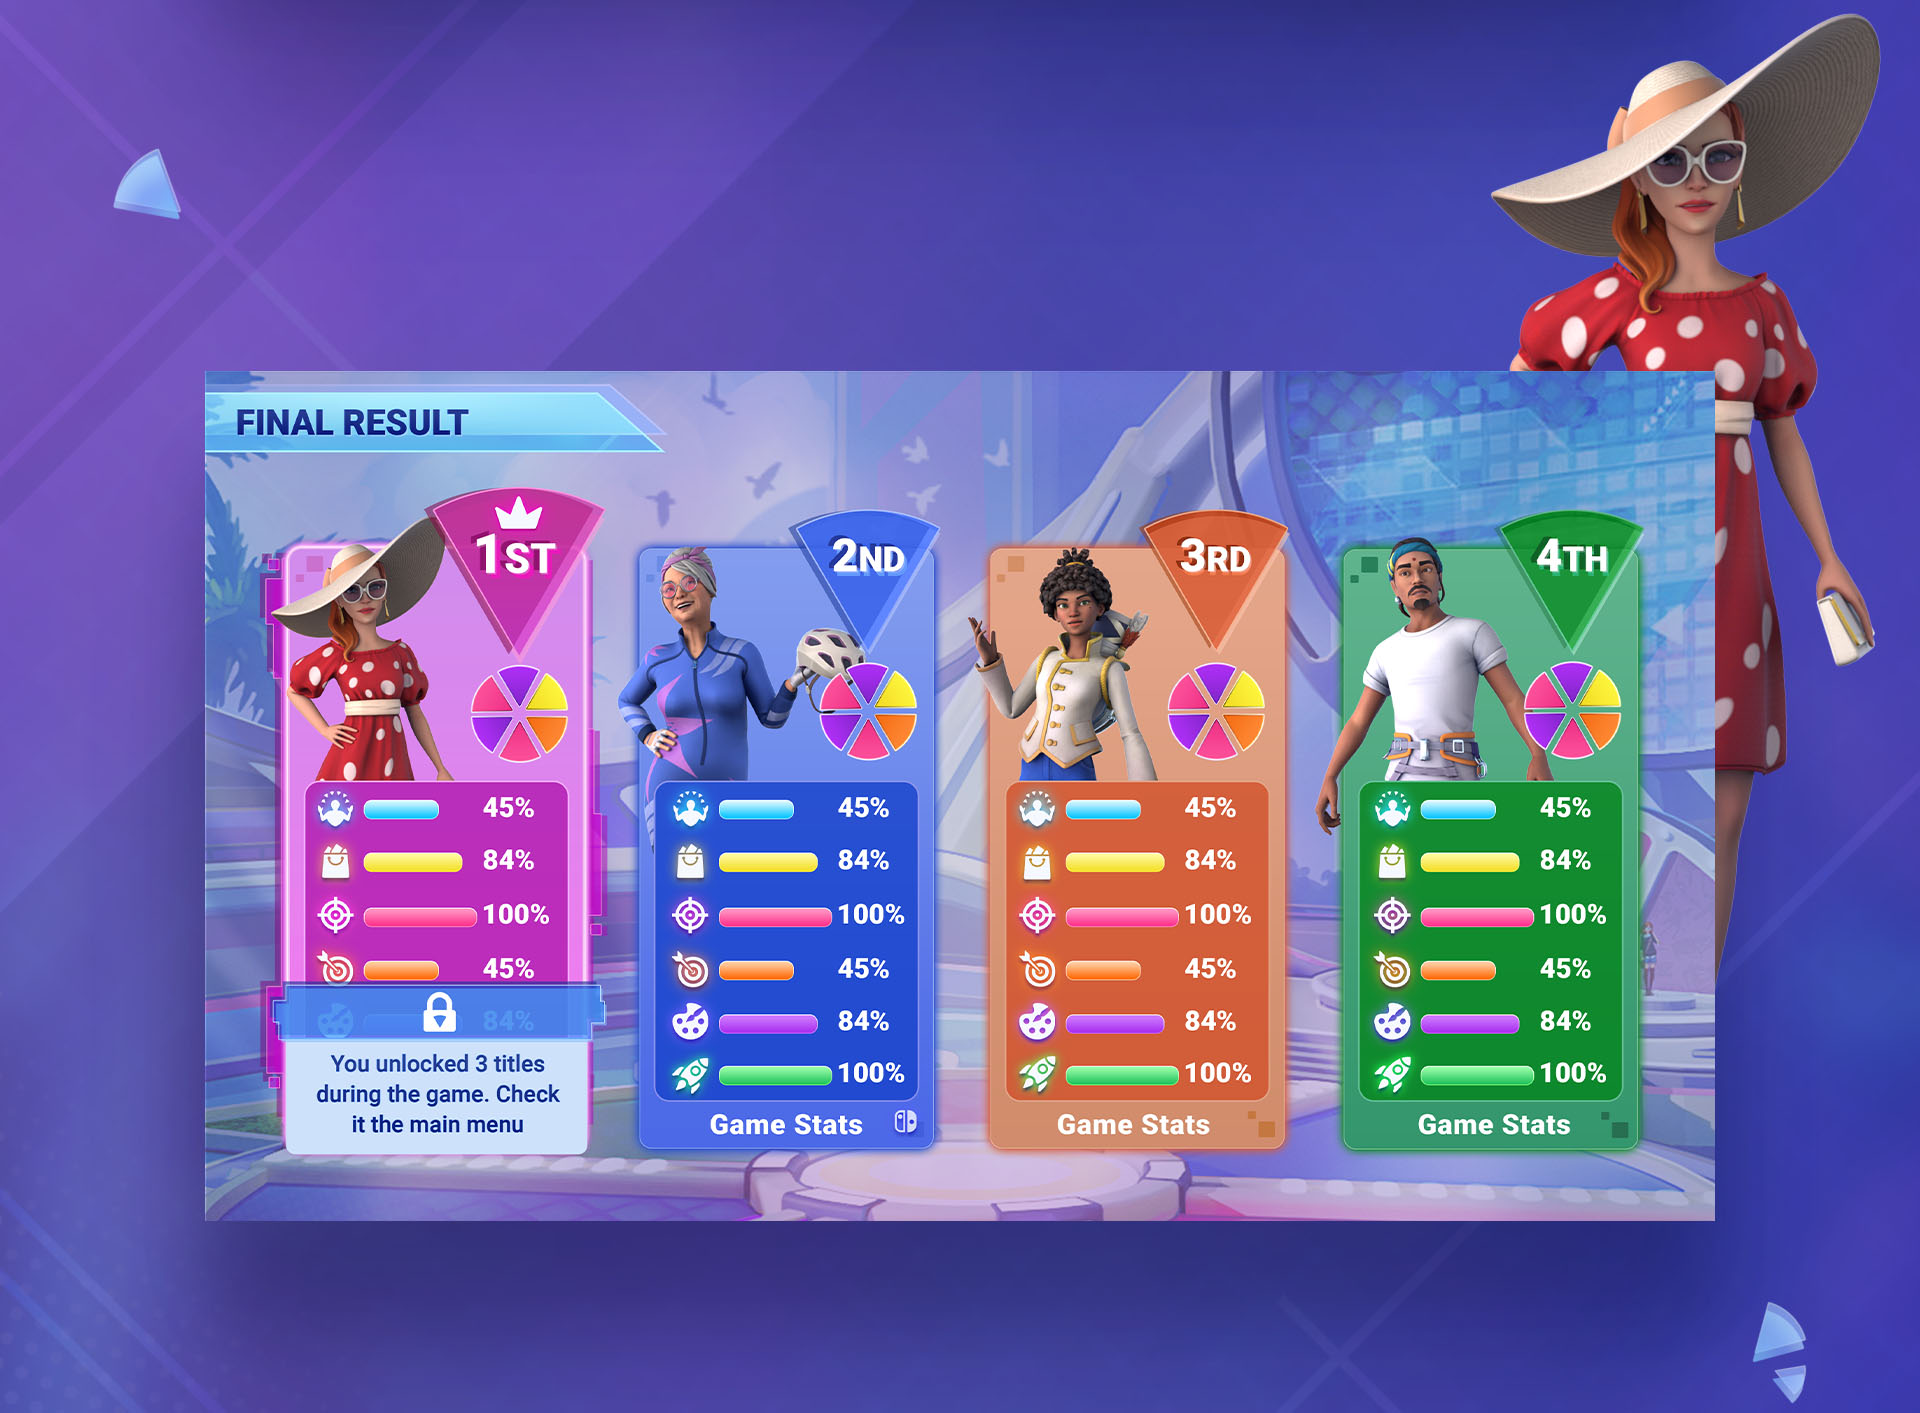 FINAL RESULT
1ST
45%
84%
100%
45%
84%
You unlocked 3 titles
during the game. Check
it the main menu
2ND
45%
84%
100%
45%
84%
100%
Game Stats
3RD
45%
84%
100%
45%
84%
100%
Game Stats
4TH
45%
84%
100%
45%
84%
100%
Game Stats